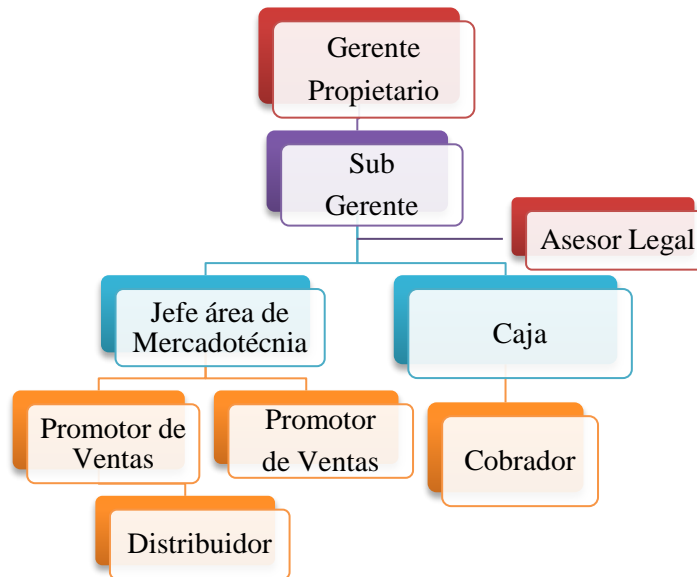 Gerente
Propietario
Sub
Gerente
Asesor Legal
Jefe área de
Mercadotécnia
Caja
Promotor de
Ventas
Promotor
de Ventas
Cobrador
Distribuidor